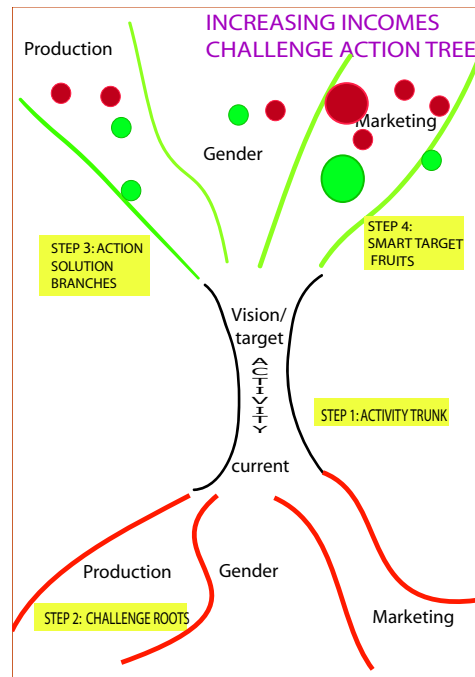 INCREASING INCOMES
CHALLENGE ACTION TREE
Production
Marketing
Gender
STEP 3: ACTION
SOLUTION
BRANCHES
STEP 4:
SMART TARGET
FRUITS
Vision/
target
ACTIVITY
STEP 1: ACTIVITY TRUNK
current
Production
Gender
Marketing
STEP 2: CHALLENGE ROOTS